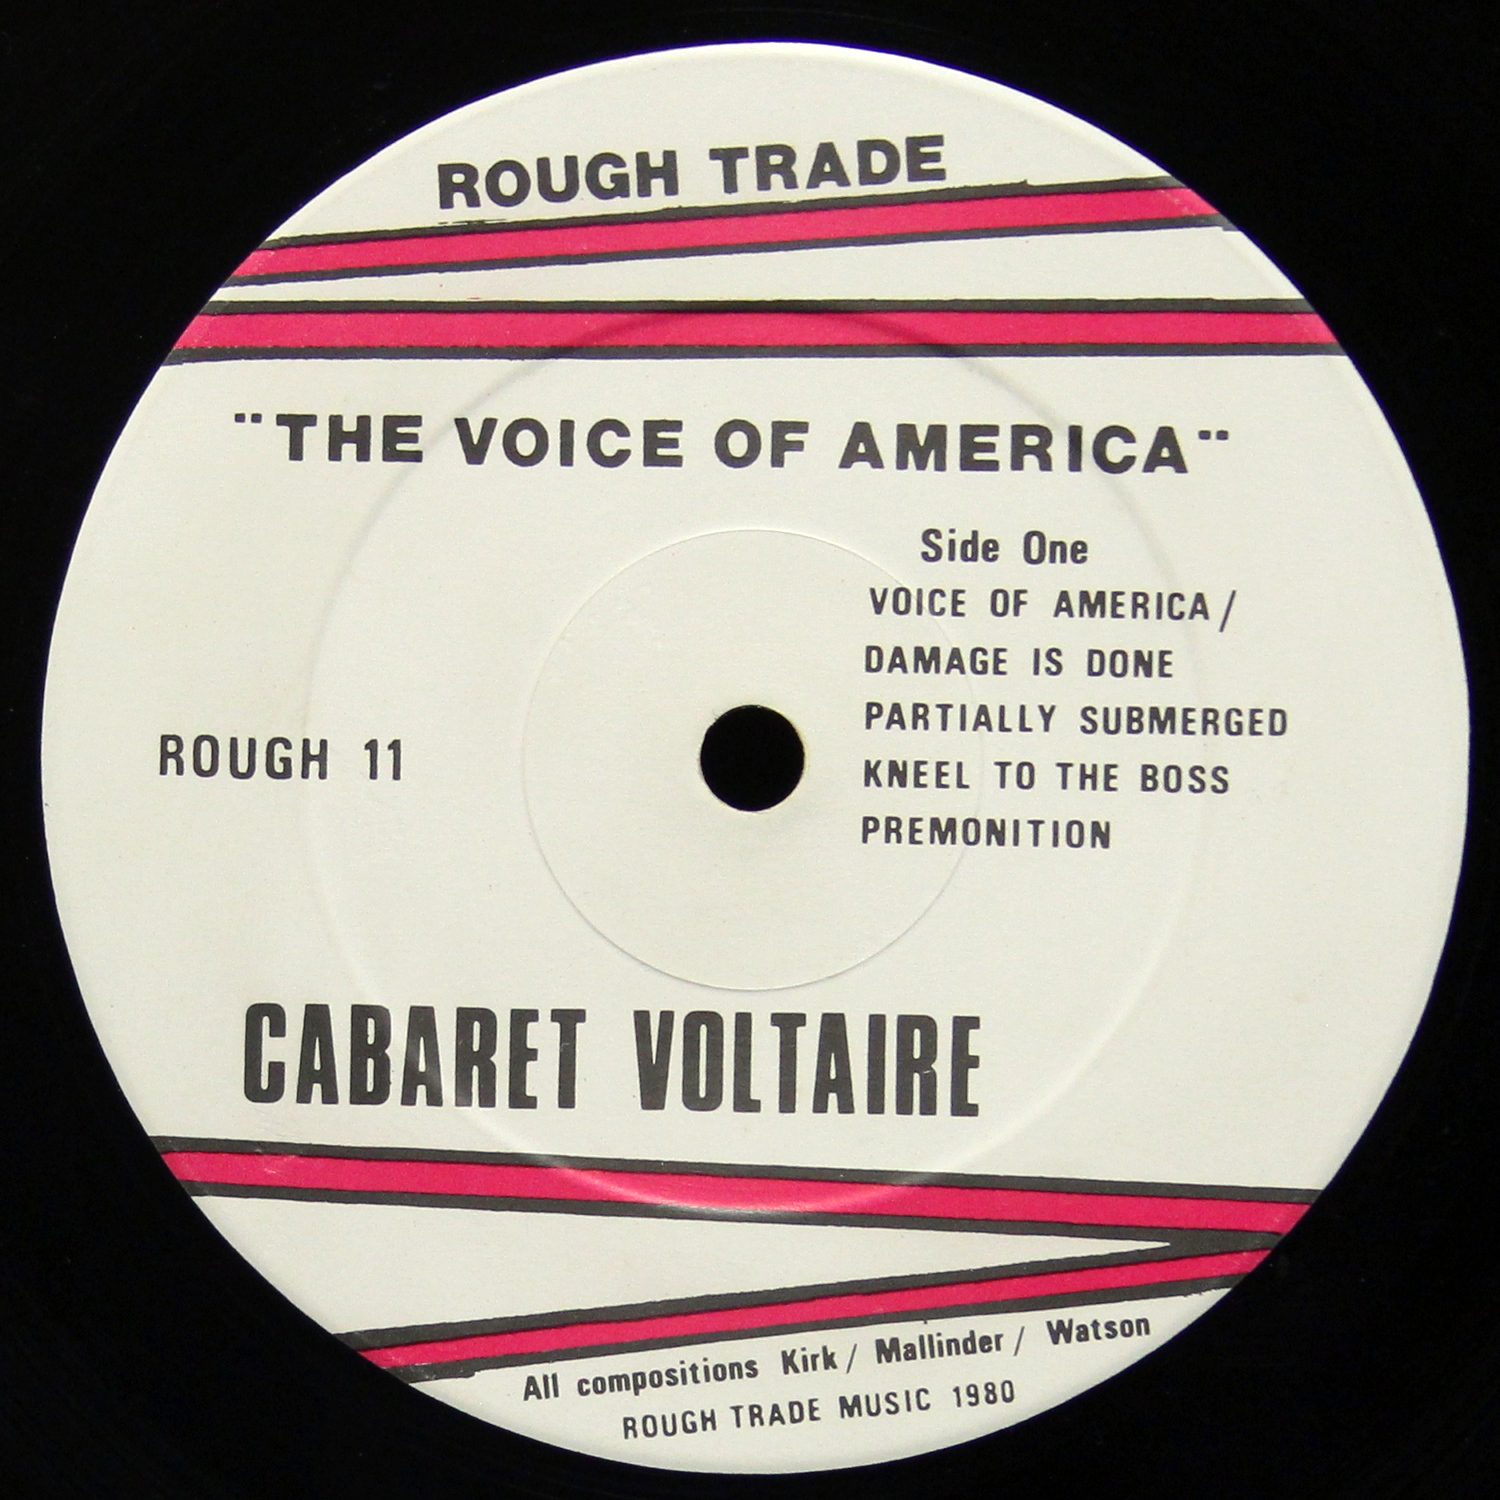 ROUGH TRADE
¨THE VOICE OF AMERICA¨
Side One
VOICE OF AMERICA/
DAMAGE IS DONE
PARTIALLY SUBMERGED
KNEEL TO THE BOSS
PREMONITION
ROUGH 11
CABARET VOLTAIRE
All compositions Kirk/ Mallinder/ Watson
ROUGH TRADE MUSIC 1980